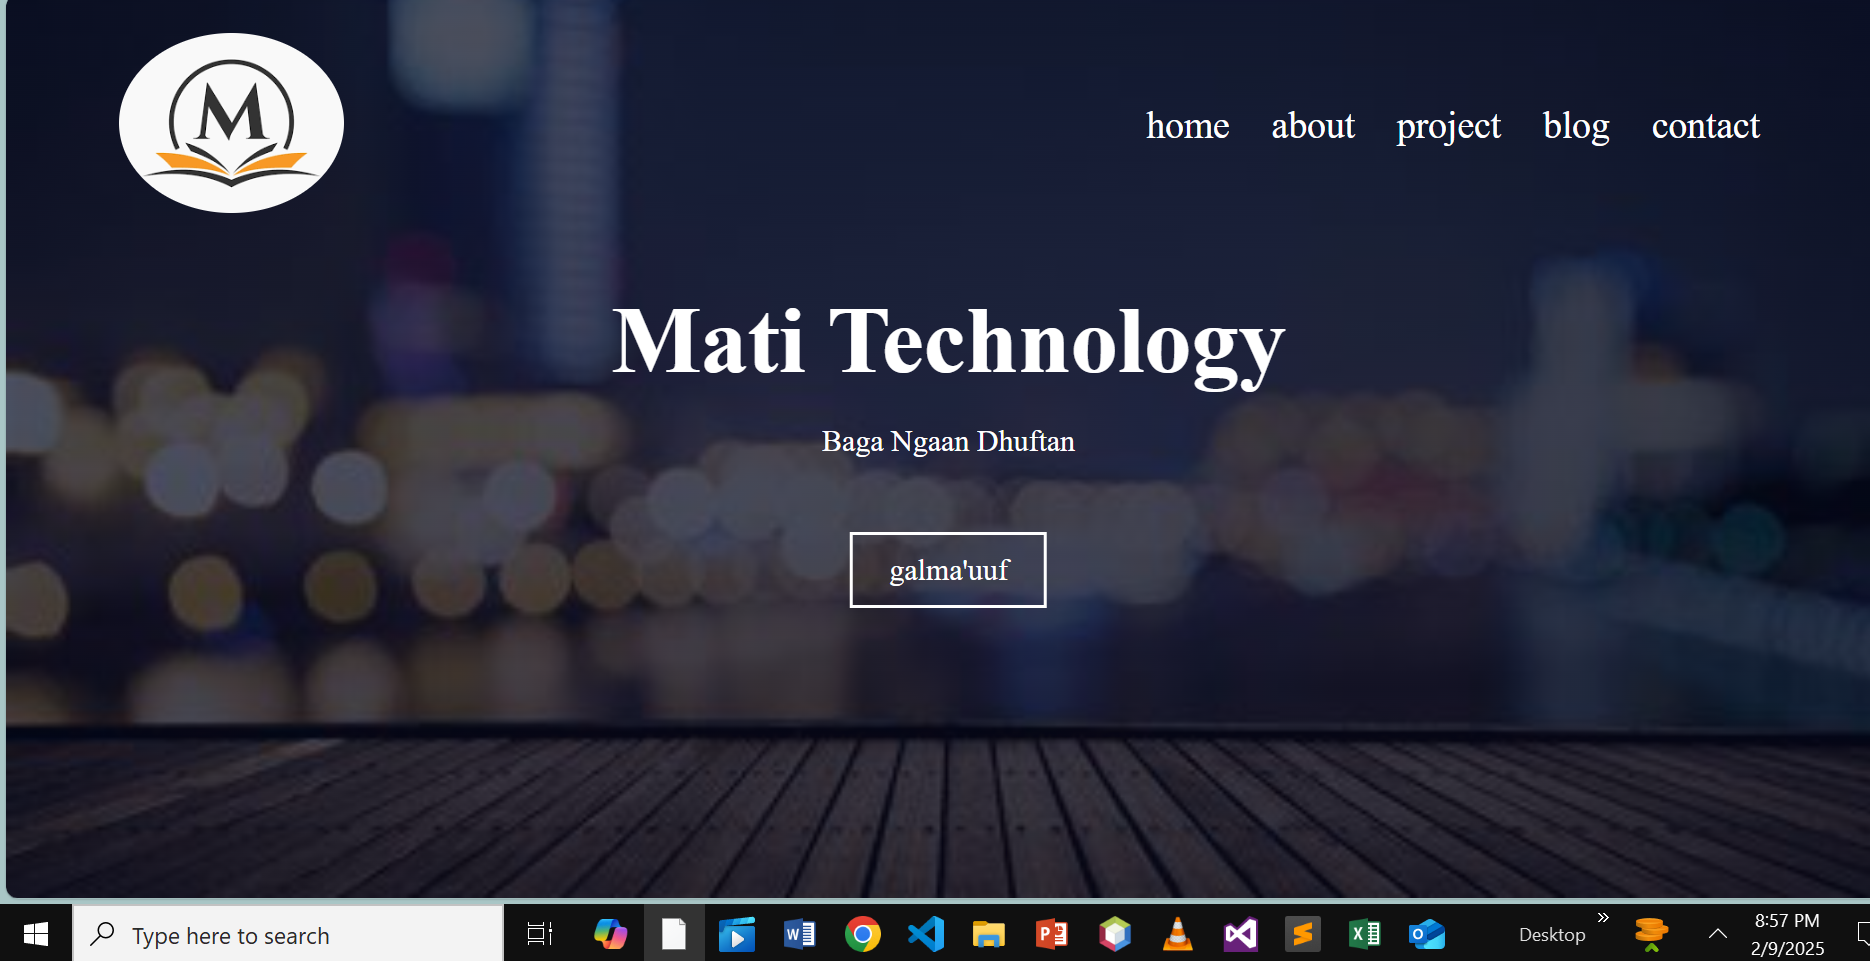 M
home about project blog contact
Mati Technology
Baga Ngaan Dhuftan
galma'uuf
Type here to search
Desktop
8:57 PM
2/9/2025